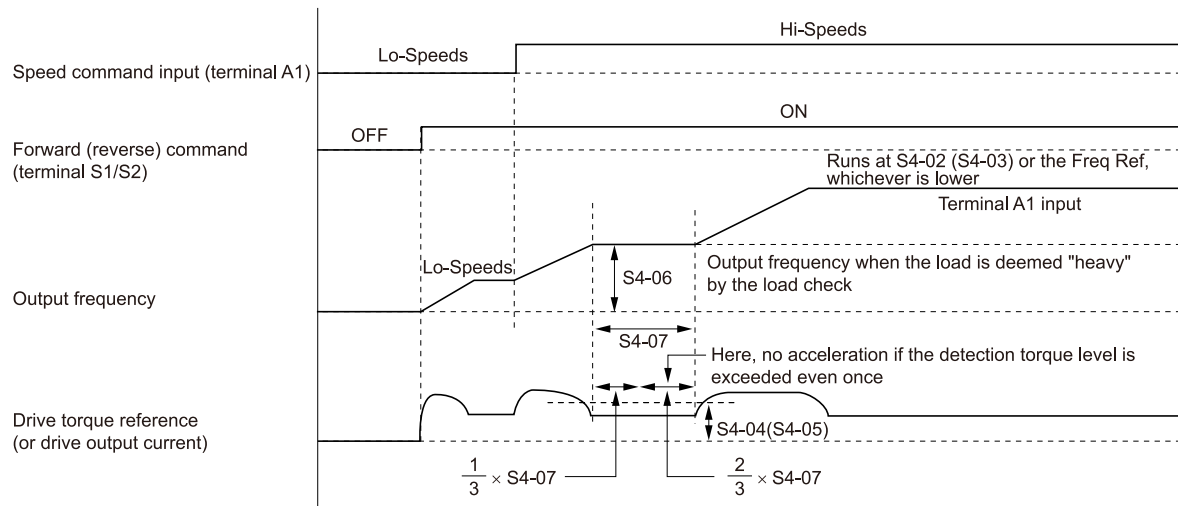 Hi-Speeds
Lo-Speeds
Speed command input (terminal A1)
ON
OFF
Forward (reverse) command
(terminal S1/S2)
Runs at S4-02 (S4-03) or the Freq Ref,
whichever is lower
Terminal A1 input
Lo-Speeds
S4-06
Output frequency when the load is deemed "heavy"
by the load check
Output frequency
S4-07
Here, no acceleration if the detection torque level is
exceeded even once
Drive torque reference
(or drive output current)
S4-04(S4-05)
1/3 × S4-07
2/3 × S4-07